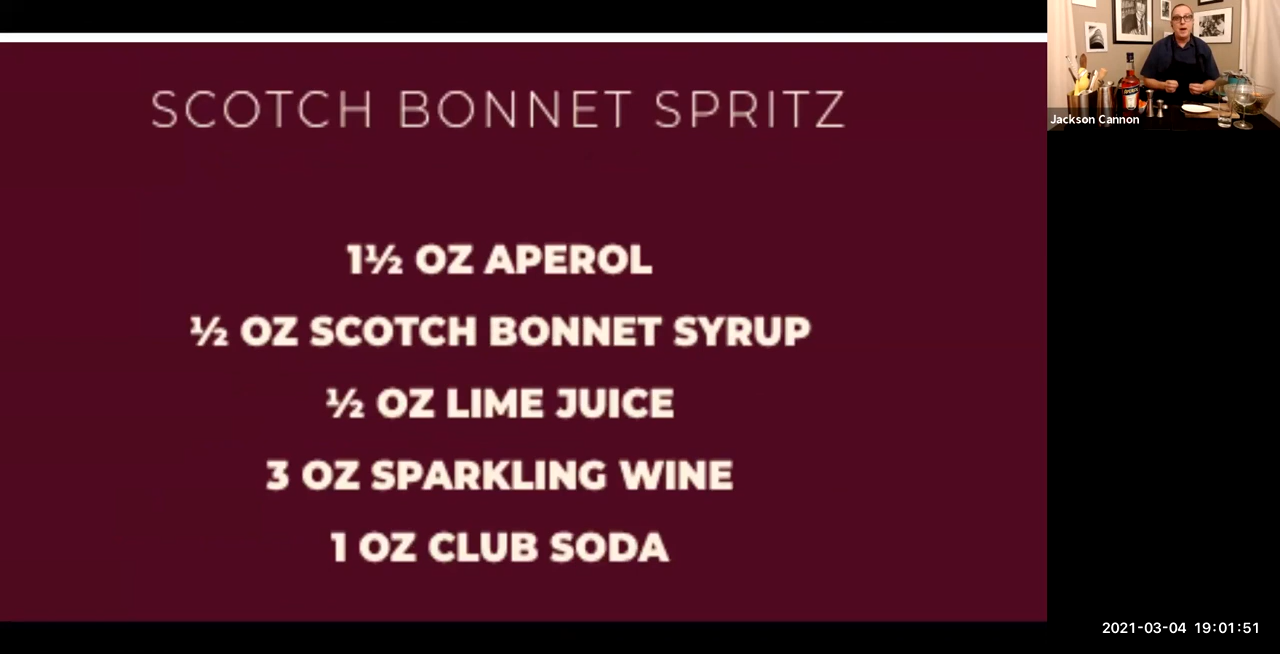 SCOTCH BONNET SPRITZ
1½ OZ APEROL
½ OZ SCOTCH BONNET SYRUP
½ OZ LIME JUICE
3 OZ SPARKLING WINE
1 OZ CLUB SODA
Jackson Cannon
2021-03-04 19:01:51